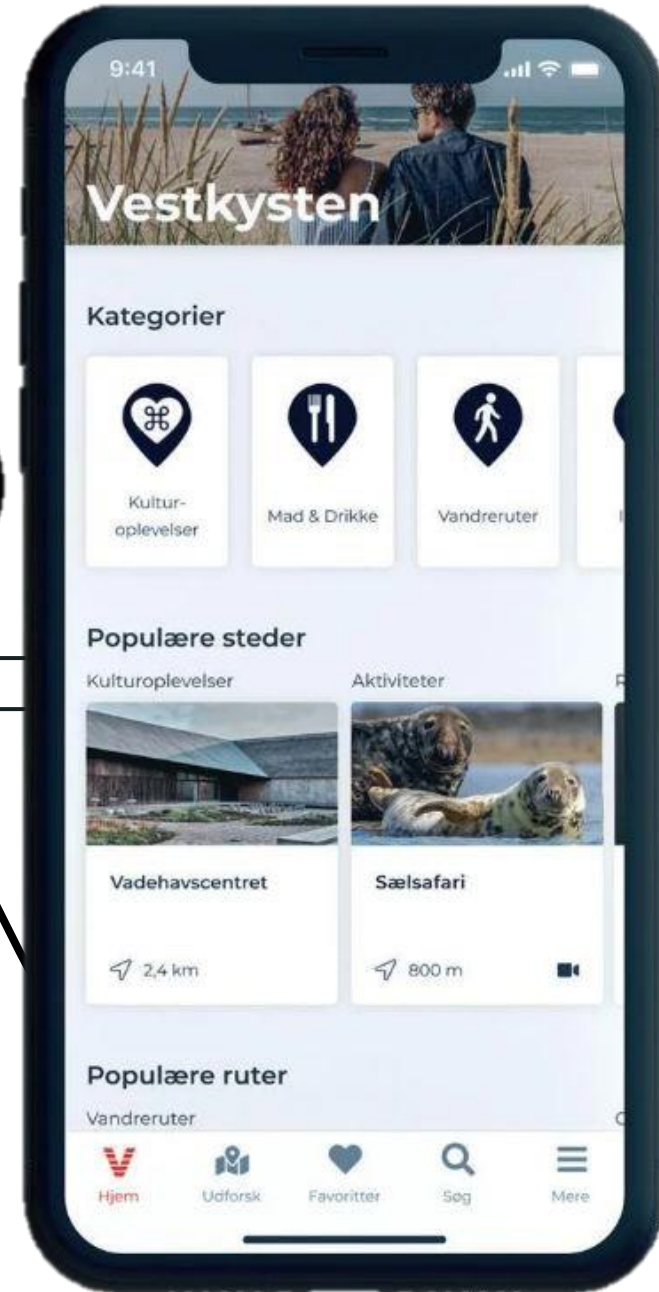 9:41
Vestkysten
Kategorier
Kultur-
oplevelser
Mad & Drikke
Vandreruter
Populære steder
Kulturoplevelser
Aktiviteter
Vadehavscentret
Sælsafari
2,4 km
800 m
Populære ruter
Vandreruter
Hjem
Udforsk
Favoritter
Søg
Mere